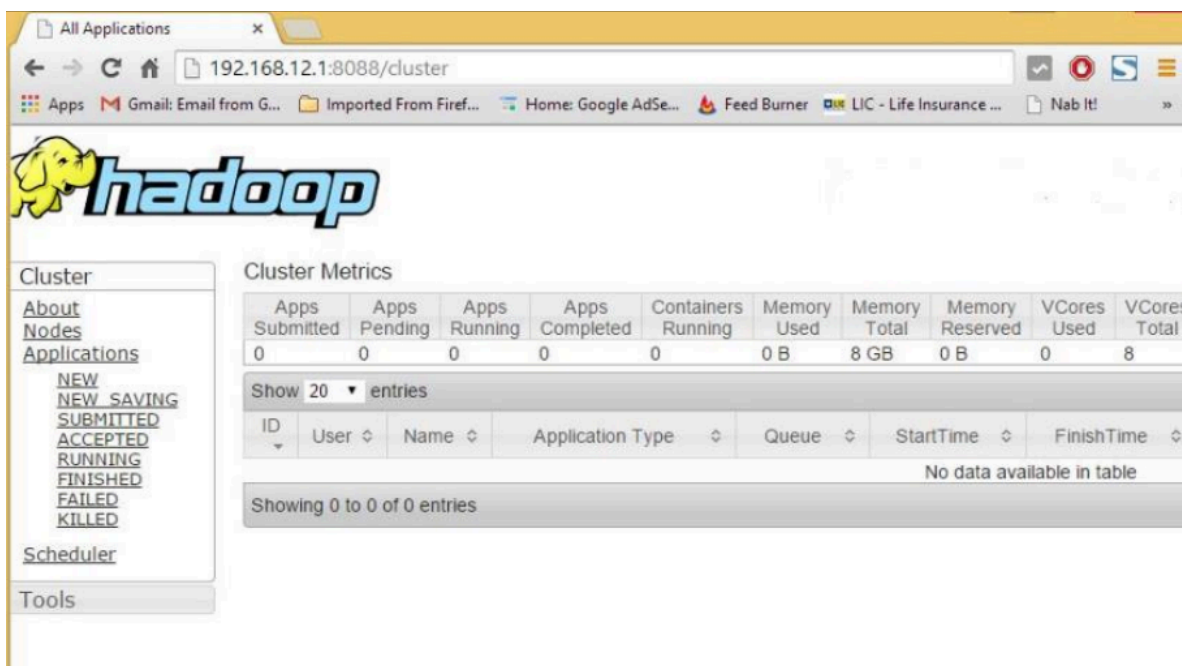 All Applications
192.168.12.1:8088/cluster
Apps Gmail: Email from G... Imported From Firef... Home: Google AdSe... Feed Burner LIC - Life Insurance ... Nab It! »
hadoop
Cluster
About
Nodes
Applications
NEW
NEW_SAVING
SUBMITTED
ACCEPTED
RUNNING
FINISHED
FAILED
KILLED
Scheduler
Tools
Cluster Metrics
Apps Submitted Apps Pending Apps Running Apps Completed Containers Running Memory Used Memory Total Memory Reserved VCores Used VCores Total
0 0 0 0 0 0 B 8 GB 0 B 0 8
Show 20 entries
ID User Name Application Type Queue StartTime FinishTime
No data available in table
Showing 0 to 0 of 0 entries